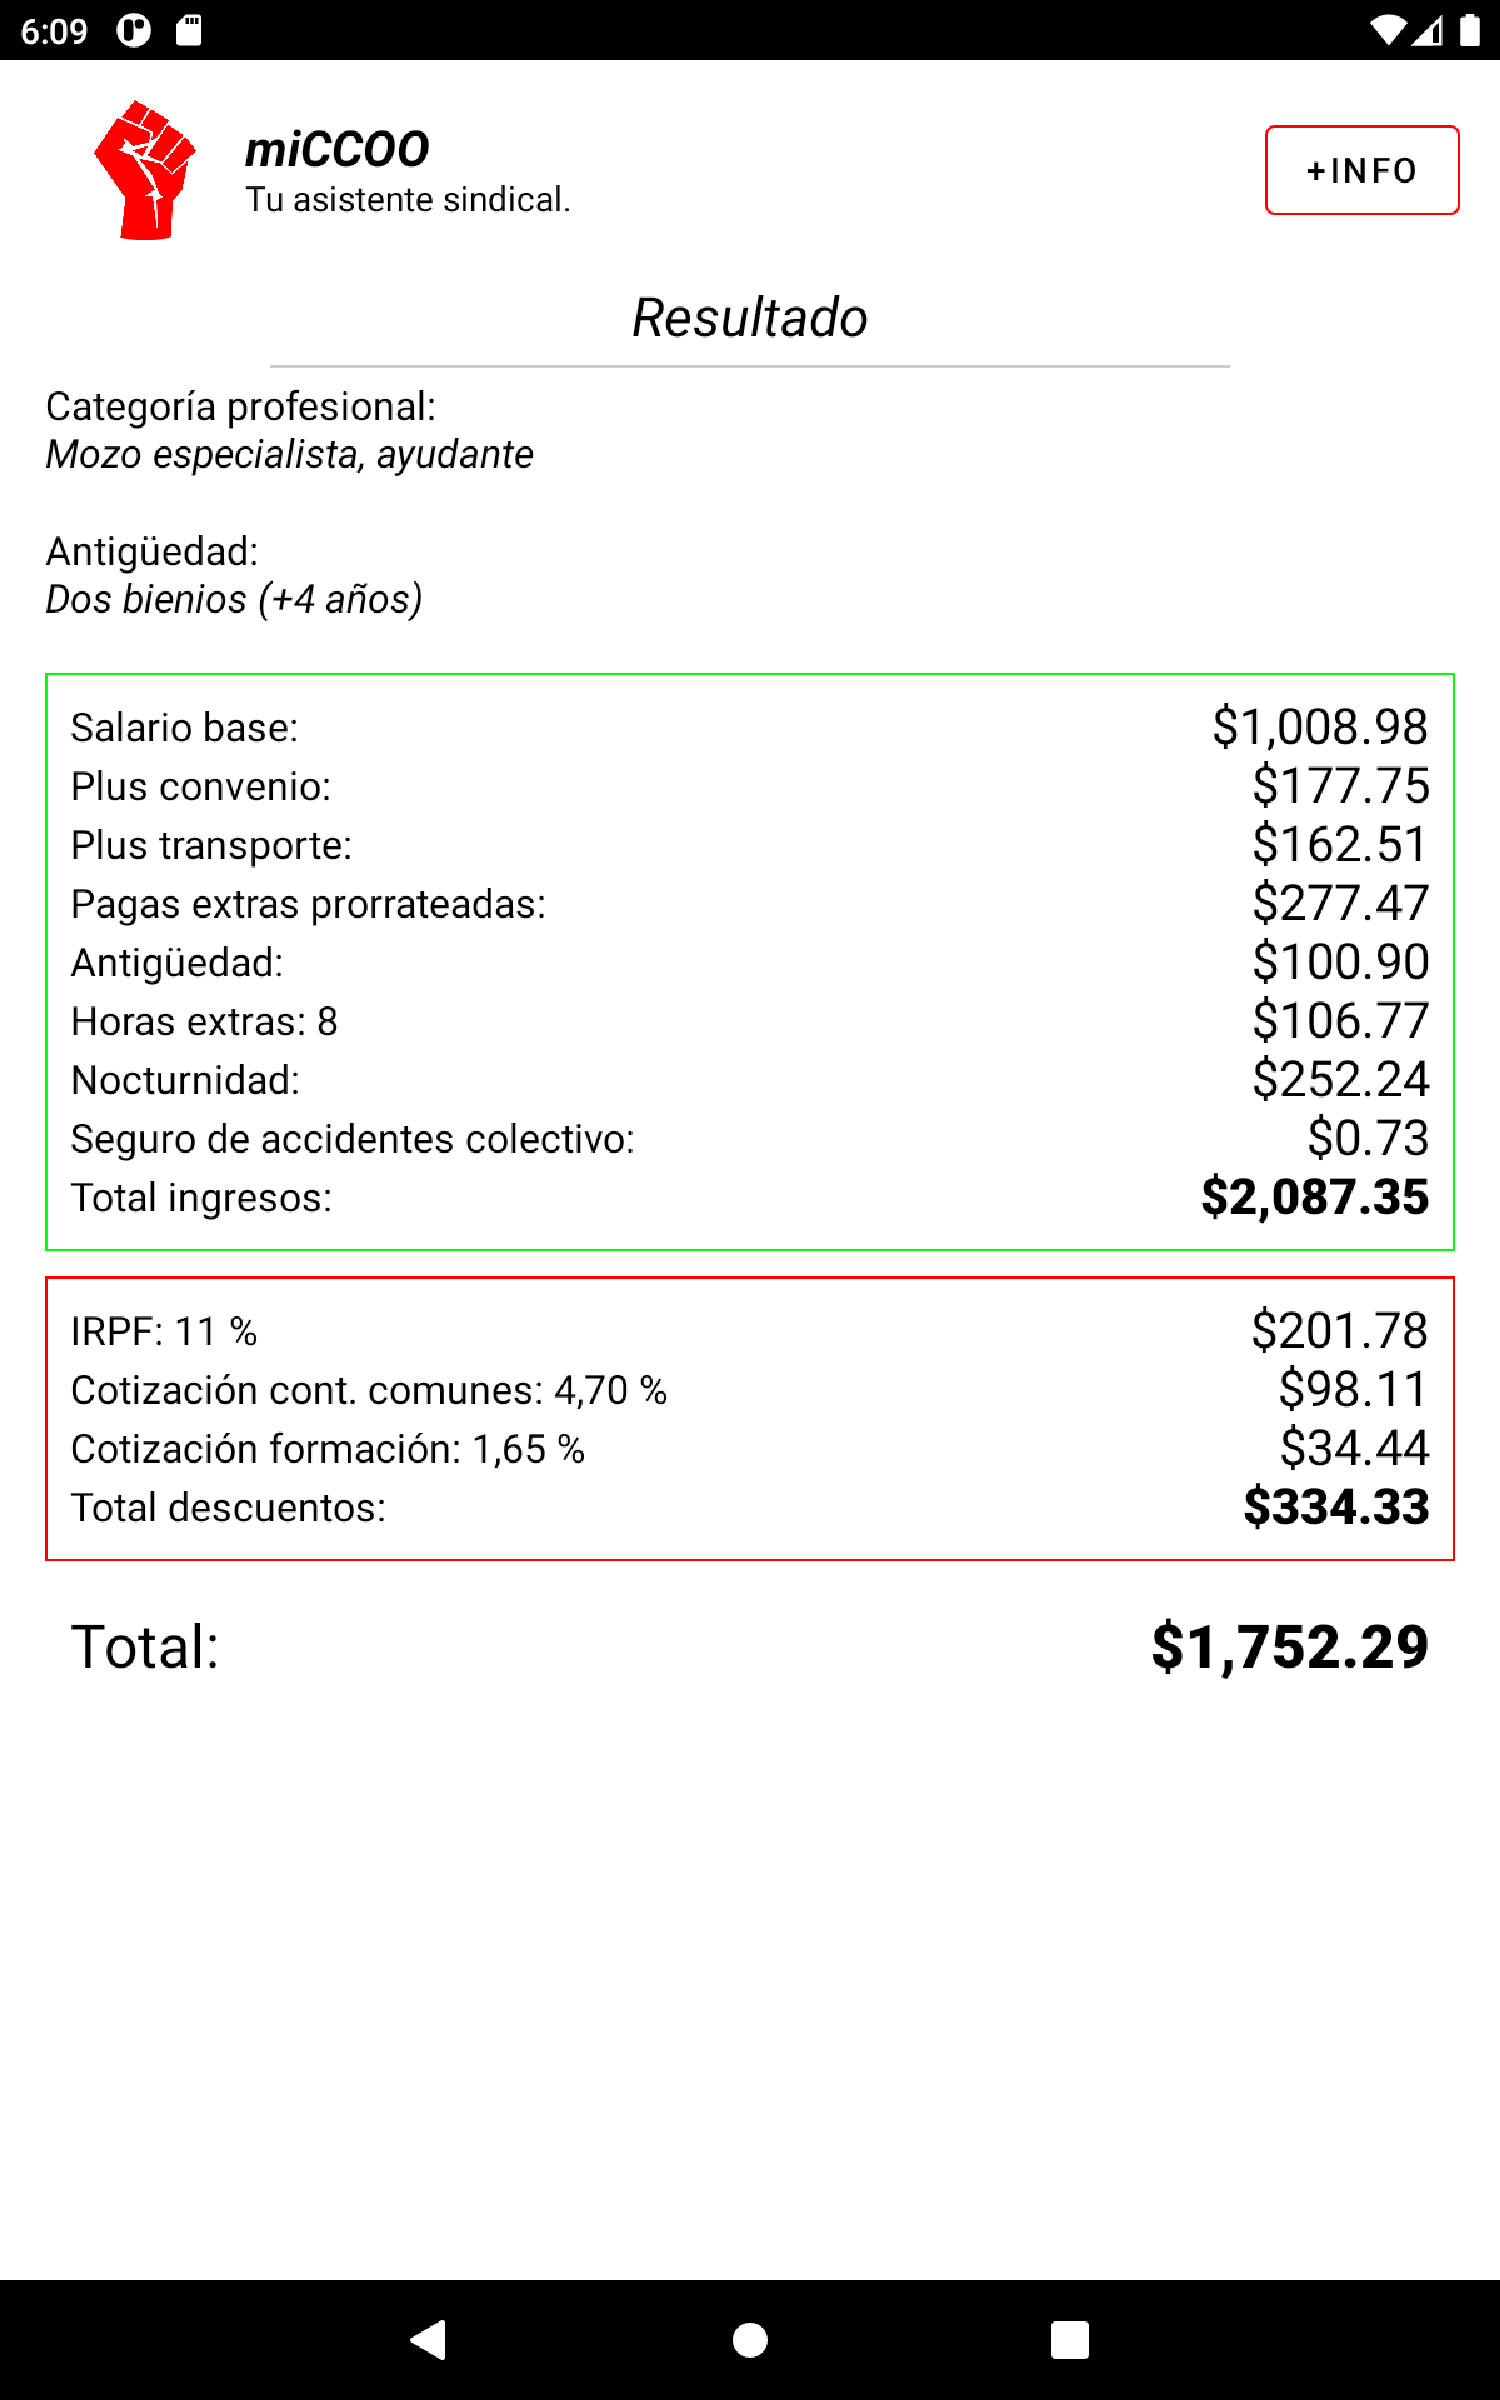 6:09
miCCOO
Tu asistente sindical.
+INFO
Resultado
Categoría profesional:
Mozo especialista, ayudante
Antigüedad:
Dos bienios (+4 años)
Salario base: $1,008.98
Plus convenio: $177.75
Plus transporte: $162.51
Pagas extras prorrateadas: $277.47
Antigüedad: $100.90
Horas extras: 8 $106.77
Nocturnidad: $252.24
Seguro de accidentes colectivo: $0.73
Total ingresos: $2,087.35
IRPF: 11 % $201.78
Cotización cont. comunes: 4,70 % $98.11
Cotización formación: 1,65 % $34.44
Total descuentos: $334.33
Total: $1,752.29